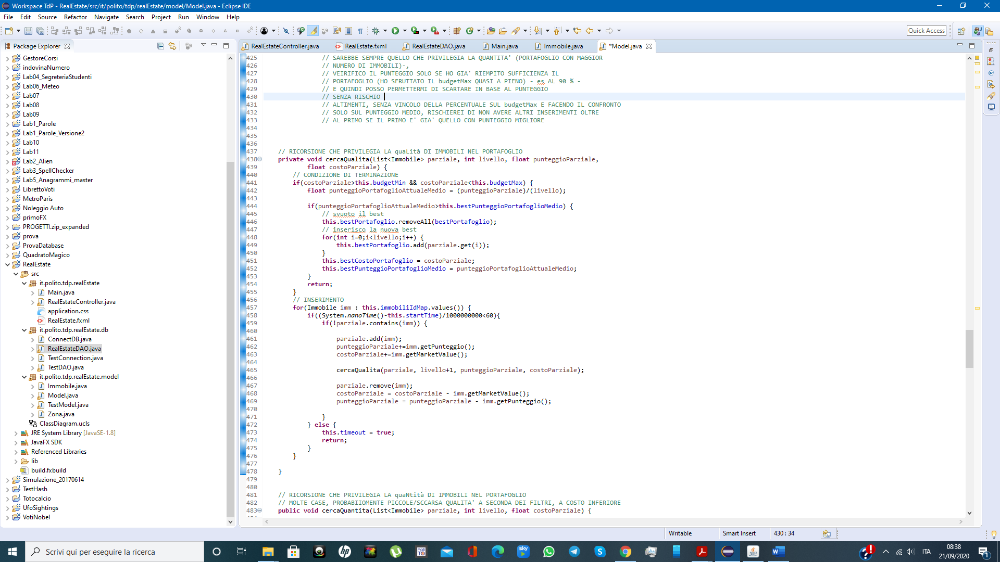 Workspace TdP - RealEstate/src/it/polito/tdp/realEstate/model/Model.java - Eclipse IDE
File Edit Source Refactor Navigate Search Project Run Window Help
Quick Access
Package Explorer
GestoreCorsi
indovinaNumero
Lab04_SegreteriaStudenti
Lab06_Meteo
Lab07
Lab08
Lab09
Lab1_Parole
Lab1_Parole_Versione2
Lab10
Lab11
Lab2_Alien
Lab3_SpellChecker
Lab5_Anagrammi_master
LibrettoVoti
MetroParis
Noleggio Auto
primoFX
PROGETTI.zip_expanded
prova
ProvaDatabase
QuadratoMagico
RealEstate
src
it.polito.tdp.realEstate
Main.java
RealEstateController.java
application.css
RealEstate.fxml
it.polito.tdp.realEstate.db
ConnectDB.java
RealEstateDAO.java
TestConnection.java
TestDAO.java
it.polito.tdp.realEstate.model
Immobile.java
Model.java
TestModel.java
Zona.java
ClassDiagram.ucls
JRE System Library [JavaSE-1.8]
JavaFX SDK
Referenced Libraries
lib
build.fxbuild
Simulazione_20170614
TestHash
Totocalcio
UfoSightings
VotiNobel
RealEstateController.java RealEstate.fxml RealEstateDAO.java Main.java Immobile.java *Model.java
425 // SAREBBE SEMPRE QUELLO CHE PRIVILEGIA LA QUANTITA' (PORTAFOGLIO CON MAGGIOR
426 // NUMERO DI IMMOBILI)-,
427 // VEIRIFICO IL PUNTEGGIO SOLO SE HO GIA' RIEMPITO SUFFICIENZA IL
428 // PORTAFOGLIO (HO SFRUTTATO IL budgetMax QUASI A PIENO) - es AL 90 % -
429 // E QUINDI POSSO PERMETTERMI DI SCARTARE IN BASE AL PUNTEGGIO
430 // SENZA RISCHIO
431 // ALTIMENTI, SENZA VINCOLO DELLA PERCENTUALE SUL budgetMax E FACENDO IL CONFRONTO
432 // SOLO SUL PUNTEGGIO MEDIO, RISCHIEREI DI NON AVERE ALTRI INSERIMENTI OLTRE
433 // AL PRIMO SE IL PRIMO E' GIA' QUELLO CON PUNTEGGIO MIGLIORE
434
435
436
437 // RICORSIONE CHE PRIVILEGIA LA quaLità DI IMMOBILI NEL PORTAFOGLIO
438 private void cercaQualita(List<Immobile> parziale, int livello, float punteggioParziale,
439 float costoParziale) {
440 // CONDIZIONE DI TERMINAZIONE
441 if(costoParziale>this.budgetMin && costoParziale<this.budgetMax) {
442 float punteggioPortafoglioAttualeMedio = (punteggioParziale)/(livello);
443
444 if(punteggioPortafoglioAttualeMedio>this.bestPunteggioPortafoglioMedio) {
445 // svuoto il best
446 this.bestPortafoglio.removeAll(bestPortafoglio);
447 // inserisco la nuova best
448 for(int i=0;i<livello;i++) {
449 this.bestPortafoglio.add(parziale.get(i));
450 }
451 this.bestCostoPortafoglio = costoParziale;
452 this.bestPunteggioPortafoglioMedio = punteggioPortafoglioAttualeMedio;
453 }
454 return;
455 }
456 // INSERIMENTO
457 for(Immobile imm : this.immobiliIdMap.values()) {
458 if((System.nanoTime()-this.startTime)/1000000000<60){
459 if(!parziale.contains(imm)) {
460
461 parziale.add(imm);
462 punteggioParziale+=imm.getPunteggio();
463 costoParziale+=imm.getMarketValue();
464
465 cercaQualita(parziale, livello+1, punteggioParziale, costoParziale);
466
467 parziale.remove(imm);
468 costoParziale = costoParziale - imm.getMarketValue();
469 punteggioParziale = punteggioParziale - imm.getPunteggio();
470
471 }
472 } else {
473 this.timeout = true;
474 return;
475 }
476 }
477
478 }
479
480
481 // RICORSIONE CHE PRIVILEGIA LA quaNtità DI IMMOBILI NEL PORTAFOGLIO
482 // MOLTE CASE, PROBABIIOMENTE PICCOLE/SCCARSA QUALITA' A SECONDA DEI FILTRI, A COSTO INFERIORE
483 public void cercaQuantita(List<Immobile> parziale, int livello, float costoParziale) {
Writable Smart Insert 430 : 34
Scrivi qui per eseguire la ricerca
ITA
08:38
21/09/2020